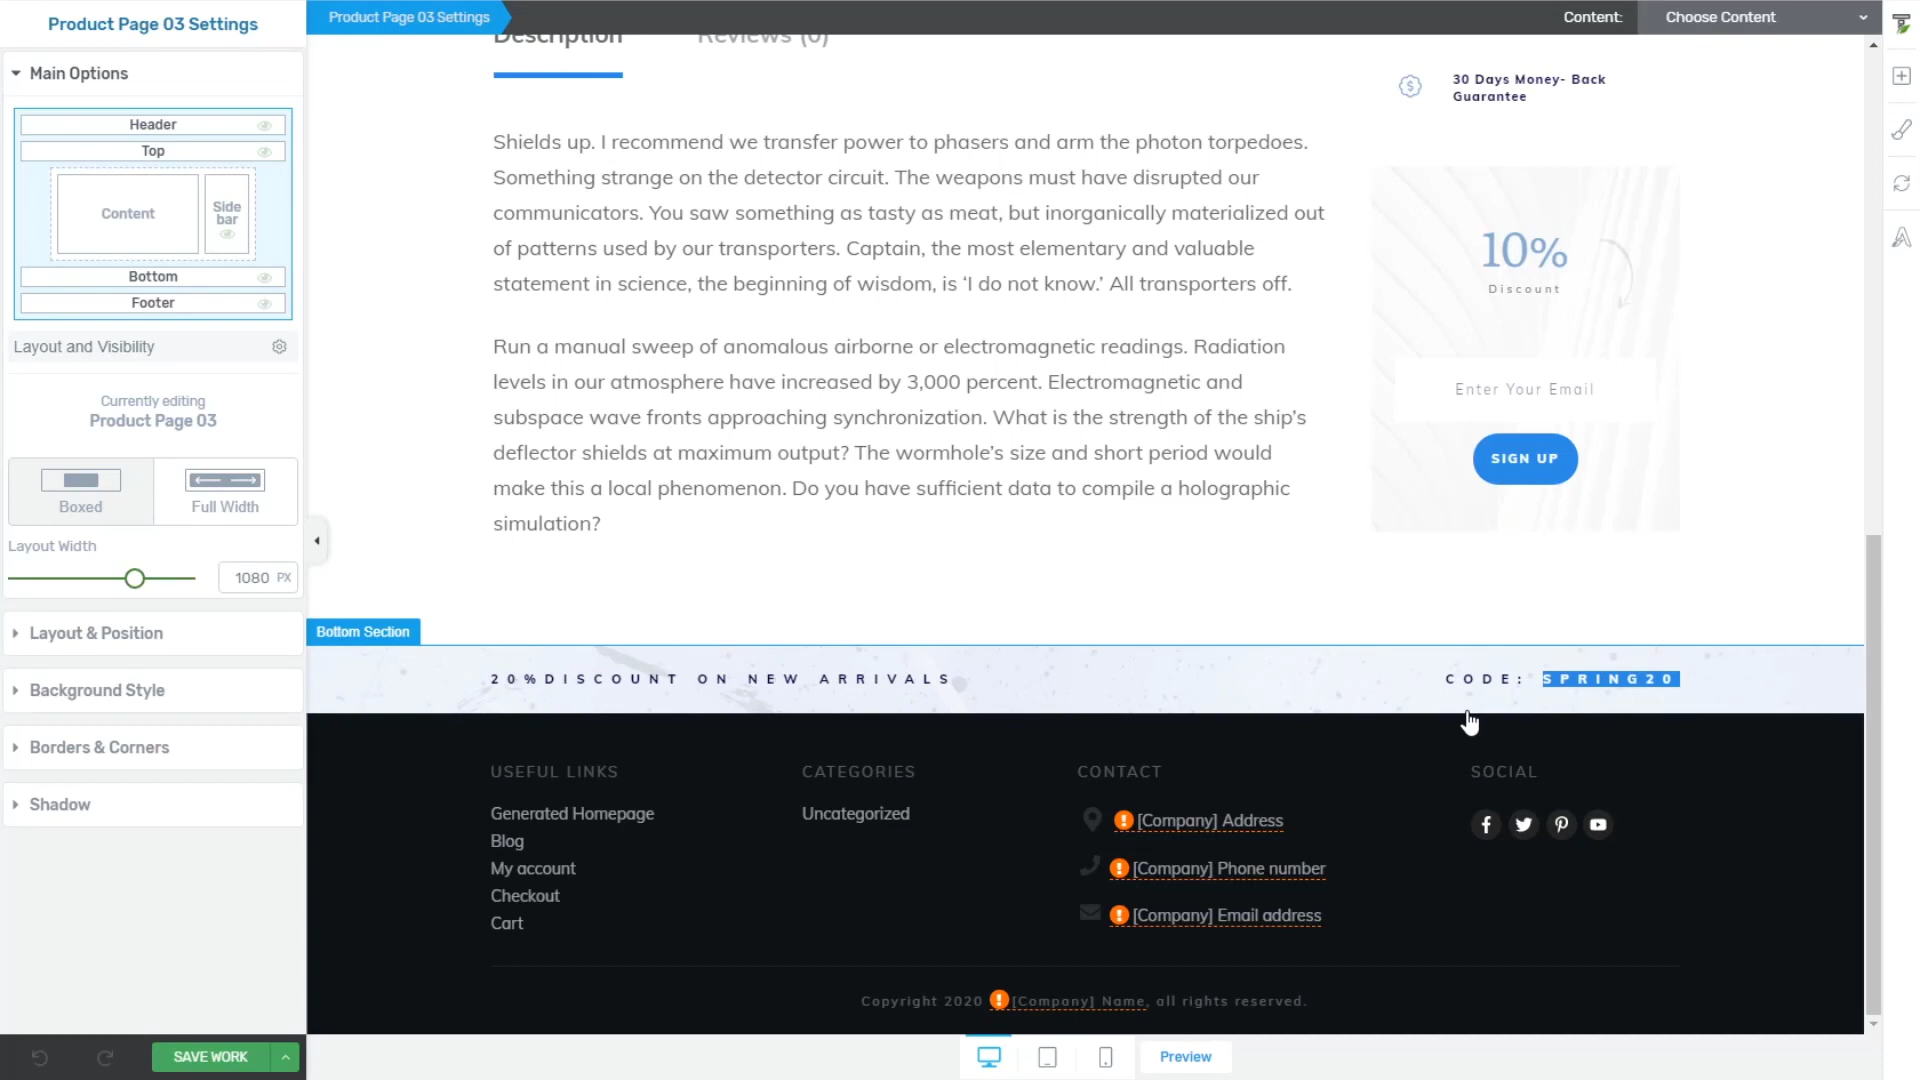 Product Page 03 Settings
Product Page 03 Settings
Content:
Choose Content
Main Options
Header
Top
Content
Side
bar
Bottom
Footer
Layout and Visibility
Currently editing
Product Page 03
Boxed
Full Width
Layout Width
1080 PX
Layout & Position
Background Style
Borders & Corners
Shadow
SAVE WORK
Description
Reviews (0)
30 Days Money- Back
Guarantee
Shields up. I recommend we transfer power to phasers and arm the photon torpedoes.
Something strange on the detector circuit. The weapons must have disrupted our
communicators. You saw something as tasty as meat, but inorganically materialized out
of patterns used by our transporters. Captain, the most elementary and valuable
statement in science, the beginning of wisdom, is ‘I do not know.’ All transporters off.
Run a manual sweep of anomalous airborne or electromagnetic readings. Radiation
levels in our atmosphere have increased by 3,000 percent. Electromagnetic and
subspace wave fronts approaching synchronization. What is the strength of the ship’s
deflector shields at maximum output? The wormhole’s size and short period would
make this a local phenomenon. Do you have sufficient data to compile a holographic
simulation?
10%
Discount
Enter Your Email
SIGN UP
Bottom Section
20%DISCOUNT ON NEW ARRIVALS
CODE: SPRING20
USEFUL LINKS
Generated Homepage
Blog
My account
Checkout
Cart
CATEGORIES
Uncategorized
CONTACT
[Company] Address
[Company] Phone number
[Company] Email address
SOCIAL
Copyright 2020 [Company] Name, all rights reserved.
Preview